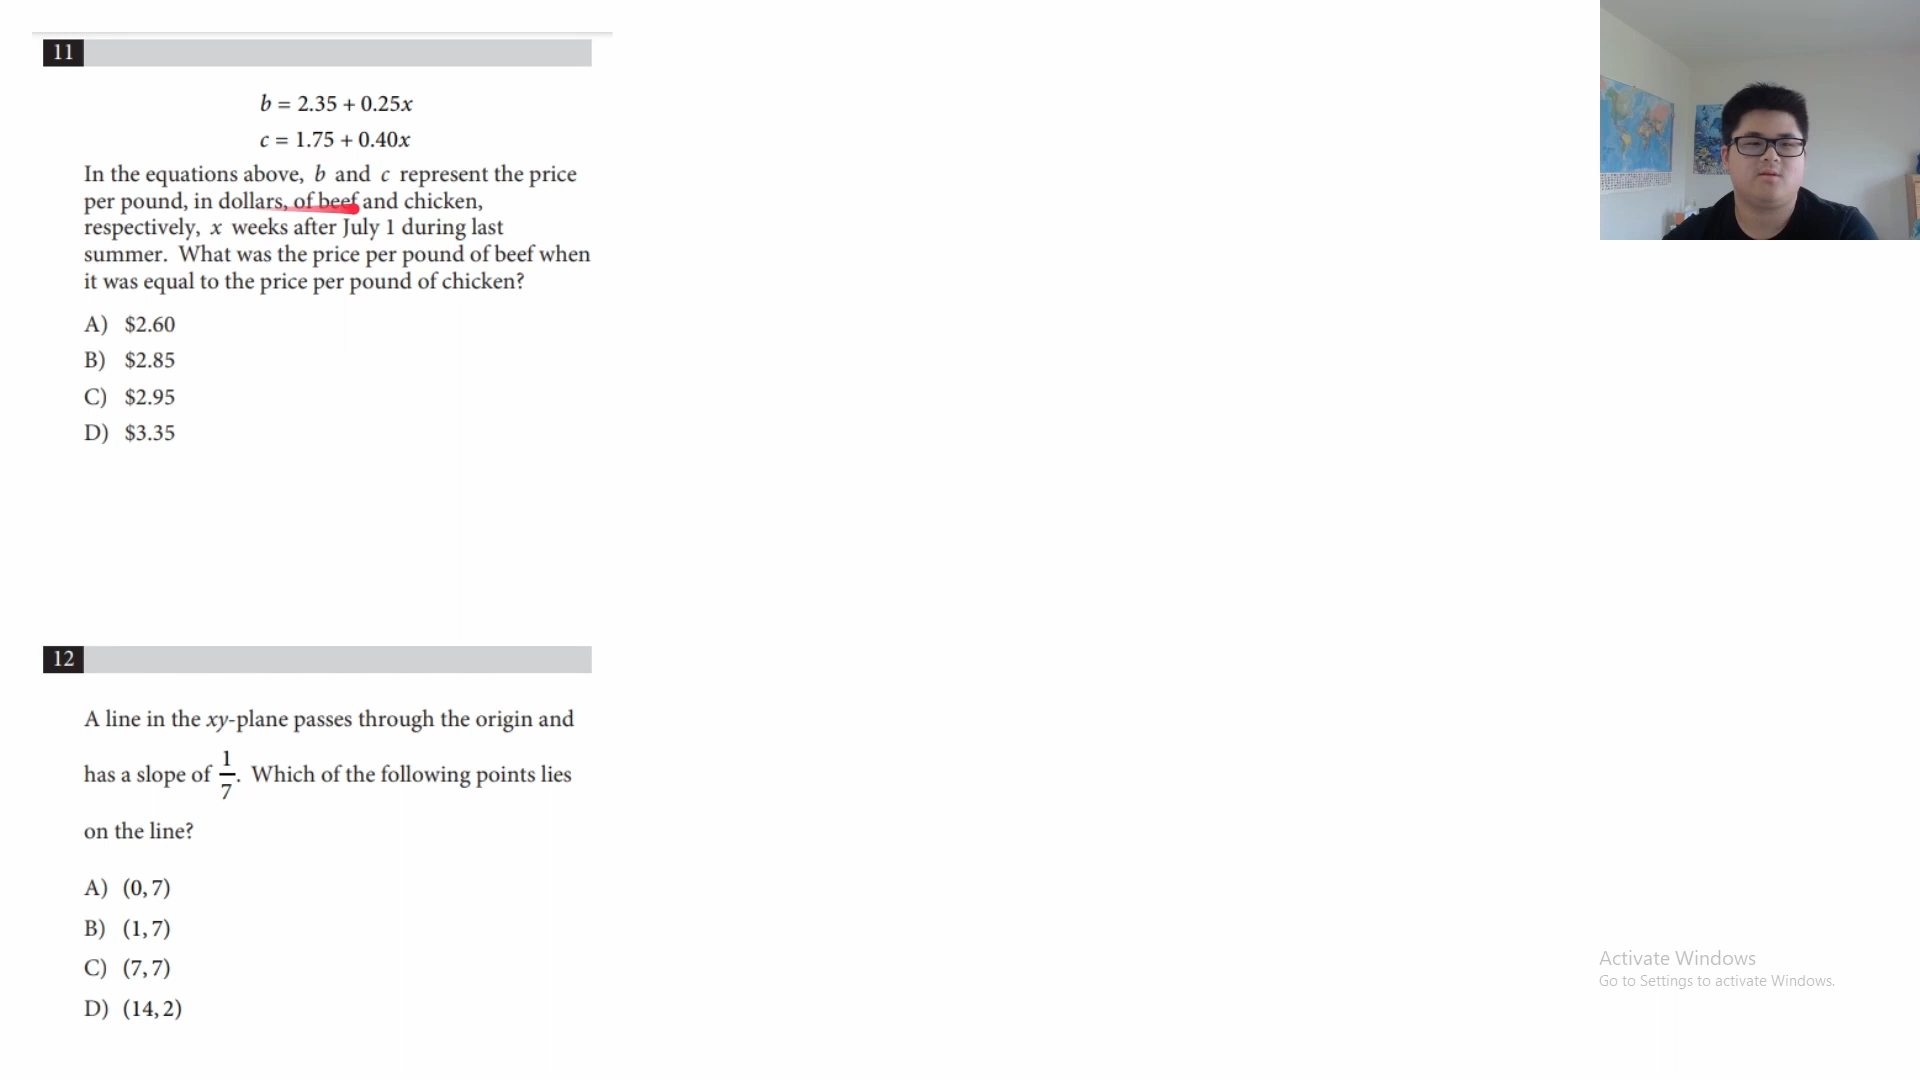 11
b = 2.35 + 0.25x
c = 1.75 + 0.40x
In the equations above, b and c represent the price
per pound, in dollars, of beef and chicken,
respectively, x weeks after July 1 during last
summer. What was the price per pound of beef when
it was equal to the price per pound of chicken?
A) $2.60
B) $2.85
C) $2.95
D) $3.35
12
A line in the xy-plane passes through the origin and
has a slope of 1/7. Which of the following points lies
on the line?
A) (0, 7)
B) (1, 7)
C) (7, 7)
D) (14, 2)
Activate Windows
Go to Settings to activate Windows.